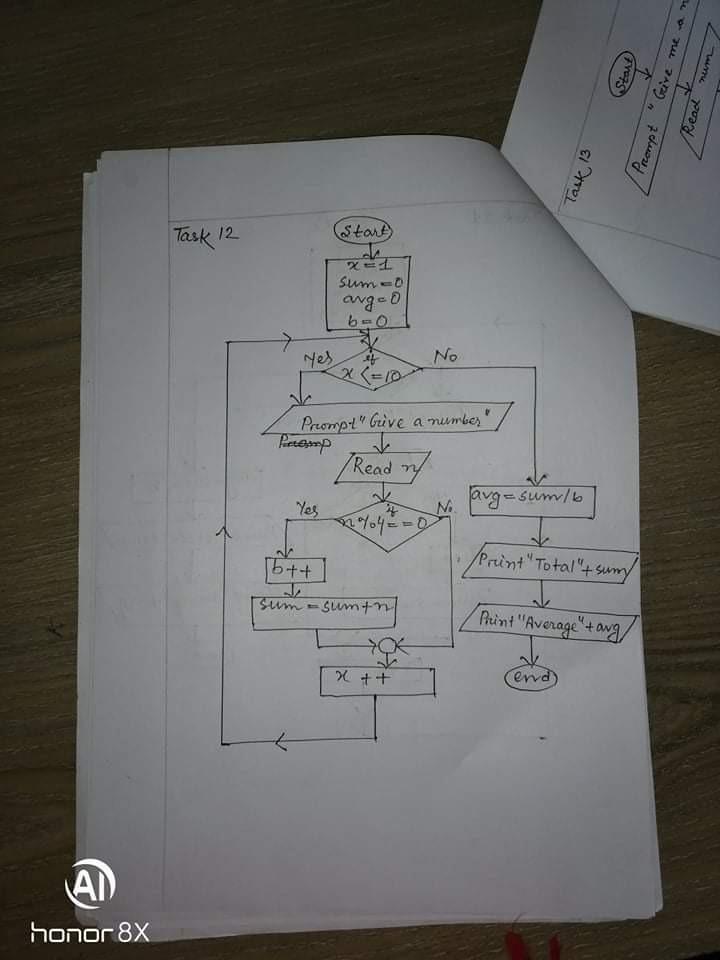 Task 12
Start
x = 1
sum = 0
avg = 0
b = 0
if
x <= 10
Yes
No
Prompt "Give a number"
Promp
Read n
if
n%4 == 0
Yes
No
b++
sum = sum+n
x ++
avg = sum/b
Print "Total" + sum
Print "Average" + avg
end
Task 13
Start
Prompt "Give me a n
Read num
AI
honor 8X